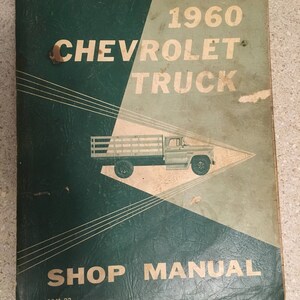 1960
CHEVROLET
TRUCK
SHOP MANUAL